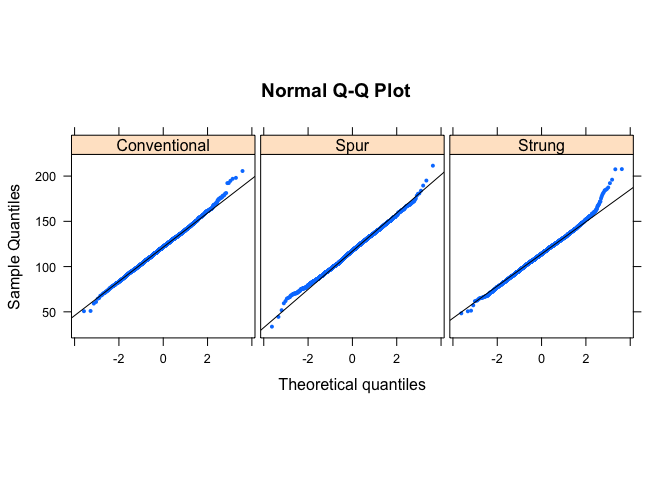 Normal Q-Q Plot
Conventional Spur Strung
Sample Quantiles
200
150
100
50
-2 0 2 -2 0 2 -2 0 2
Theoretical quantiles